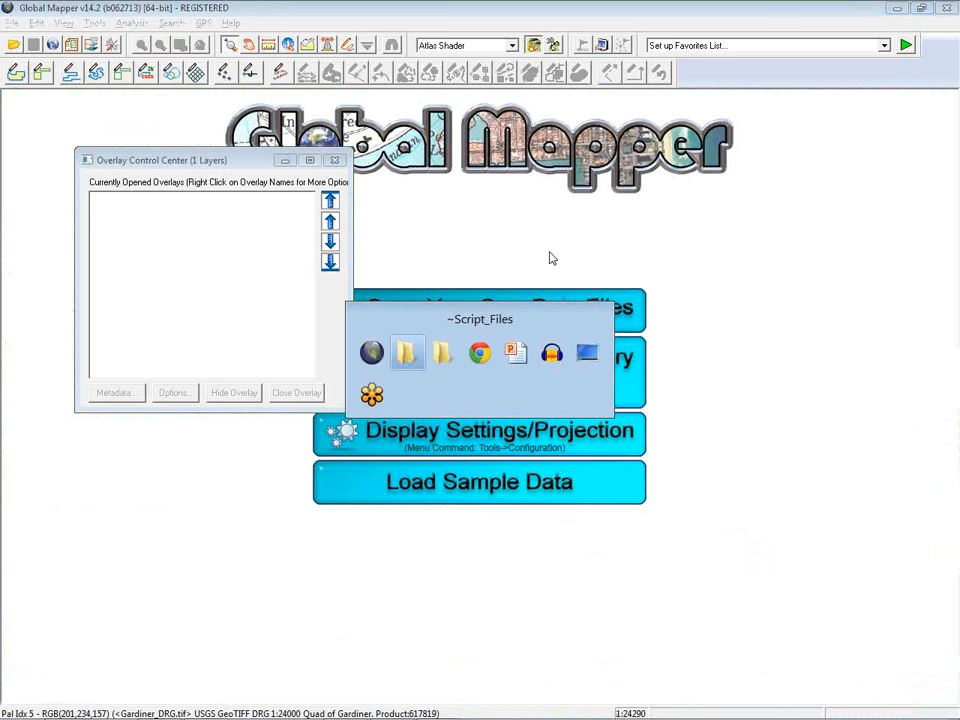 Global Mapper v14.2 (b062713) [64-bit] - REGISTERED
File Edit View Tools Analysis Search GPS Help
Atlas Shader
Set up Favorites List...
Global Mapper
Overlay Control Center (1 Layers)
Currently Opened Overlays (Right Click on Overlay Names for More Option
Metadata... Options... Hide Overlay Close Overlay
~Script_Files
Display Settings/Projection
(Menu Command: Tools->Configuration)
Load Sample Data
Pal Idx 5 - RGB(201,234,157) (<Gardiner_DRG.tif> USGS GeoTIFF DRG 1:24000 Quad of Gardiner. Product:617819)
1:24290